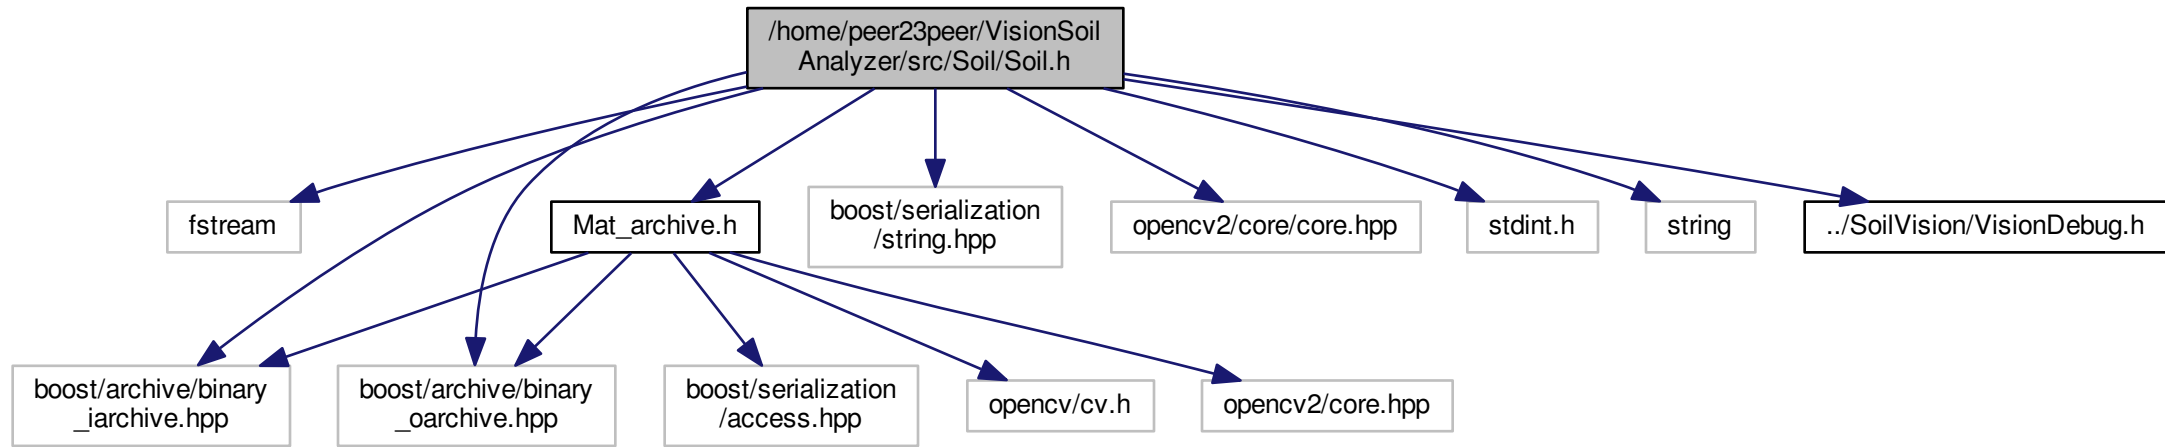 /home/peer23peer/VisionSoil
Analyzer/src/Soil/Soil.h
fstream
Mat_archive.h
boost/serialization
/string.hpp
opencv2/core/core.hpp
stdint.h
string
../SoilVision/VisionDebug.h
boost/archive/binary
_iarchive.hpp
boost/archive/binary
_oarchive.hpp
boost/serialization
/access.hpp
opencv/cv.h
opencv2/core.hpp